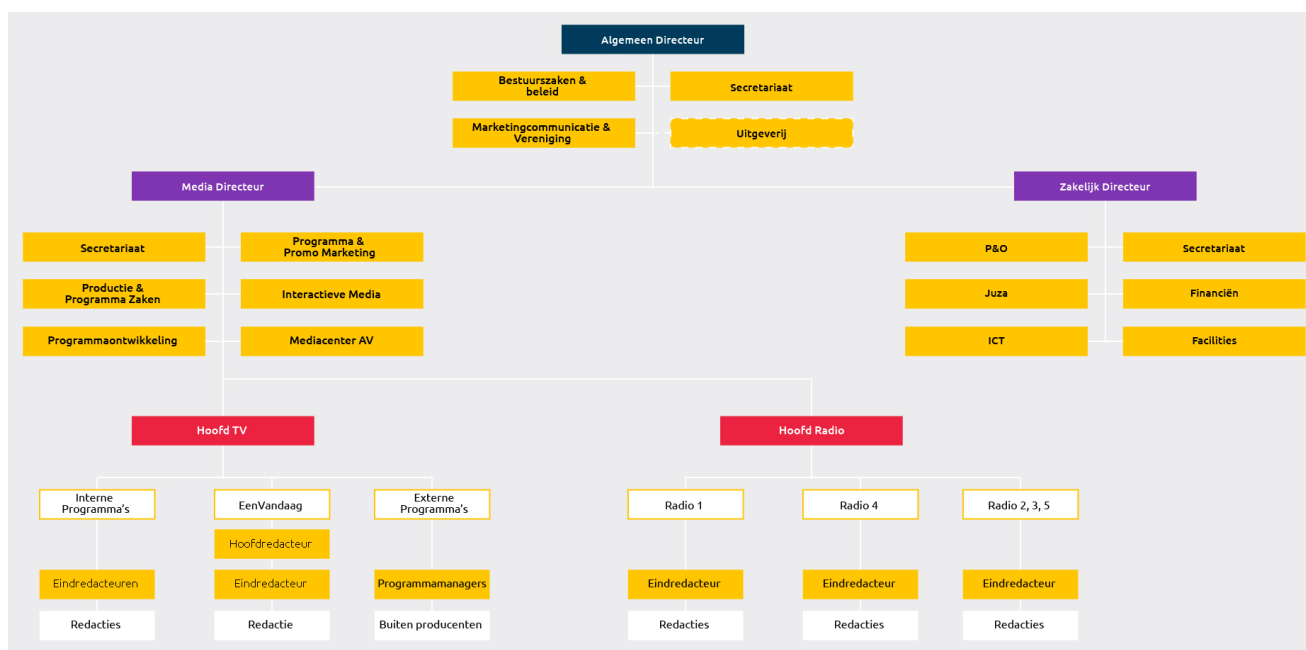 Algemeen Directeur
Bestuurszaken &
beleid
Secretariaat
Marketingcommunicatie &
Vereniging
Uitgeverij
Media Directeur
Zakelijk Directeur
Secretariaat
Programma &
Promo Marketing
P&O
Secretariaat
Productie &
Programma Zaken
Interactieve Media
Juza
Financiën
Programmaontwikkeling
Mediacenter AV
ICT
Facilities
Hoofd TV
Hoofd Radio
Interne
Programma's
EenVandaag
Externe
Programma's
Radio 1
Radio 4
Radio 2, 3, 5
Hoofdredacteur
Eindredacteuren
Eindredacteur
Programmamanagers
Eindredacteur
Eindredacteur
Eindredacteur
Redacties
Redactie
Buiten producenten
Redacties
Redacties
Redacties